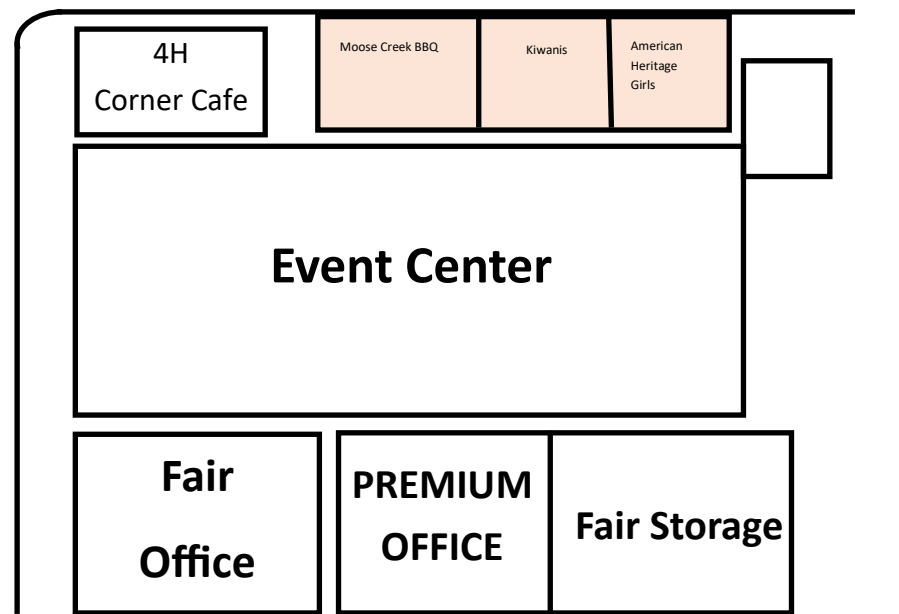 4H
Corner Cafe
Moose Creek BBQ
Kiwanis
American
Heritage
Girls
Event Center
Fair
Office
PREMIUM
OFFICE
Fair Storage